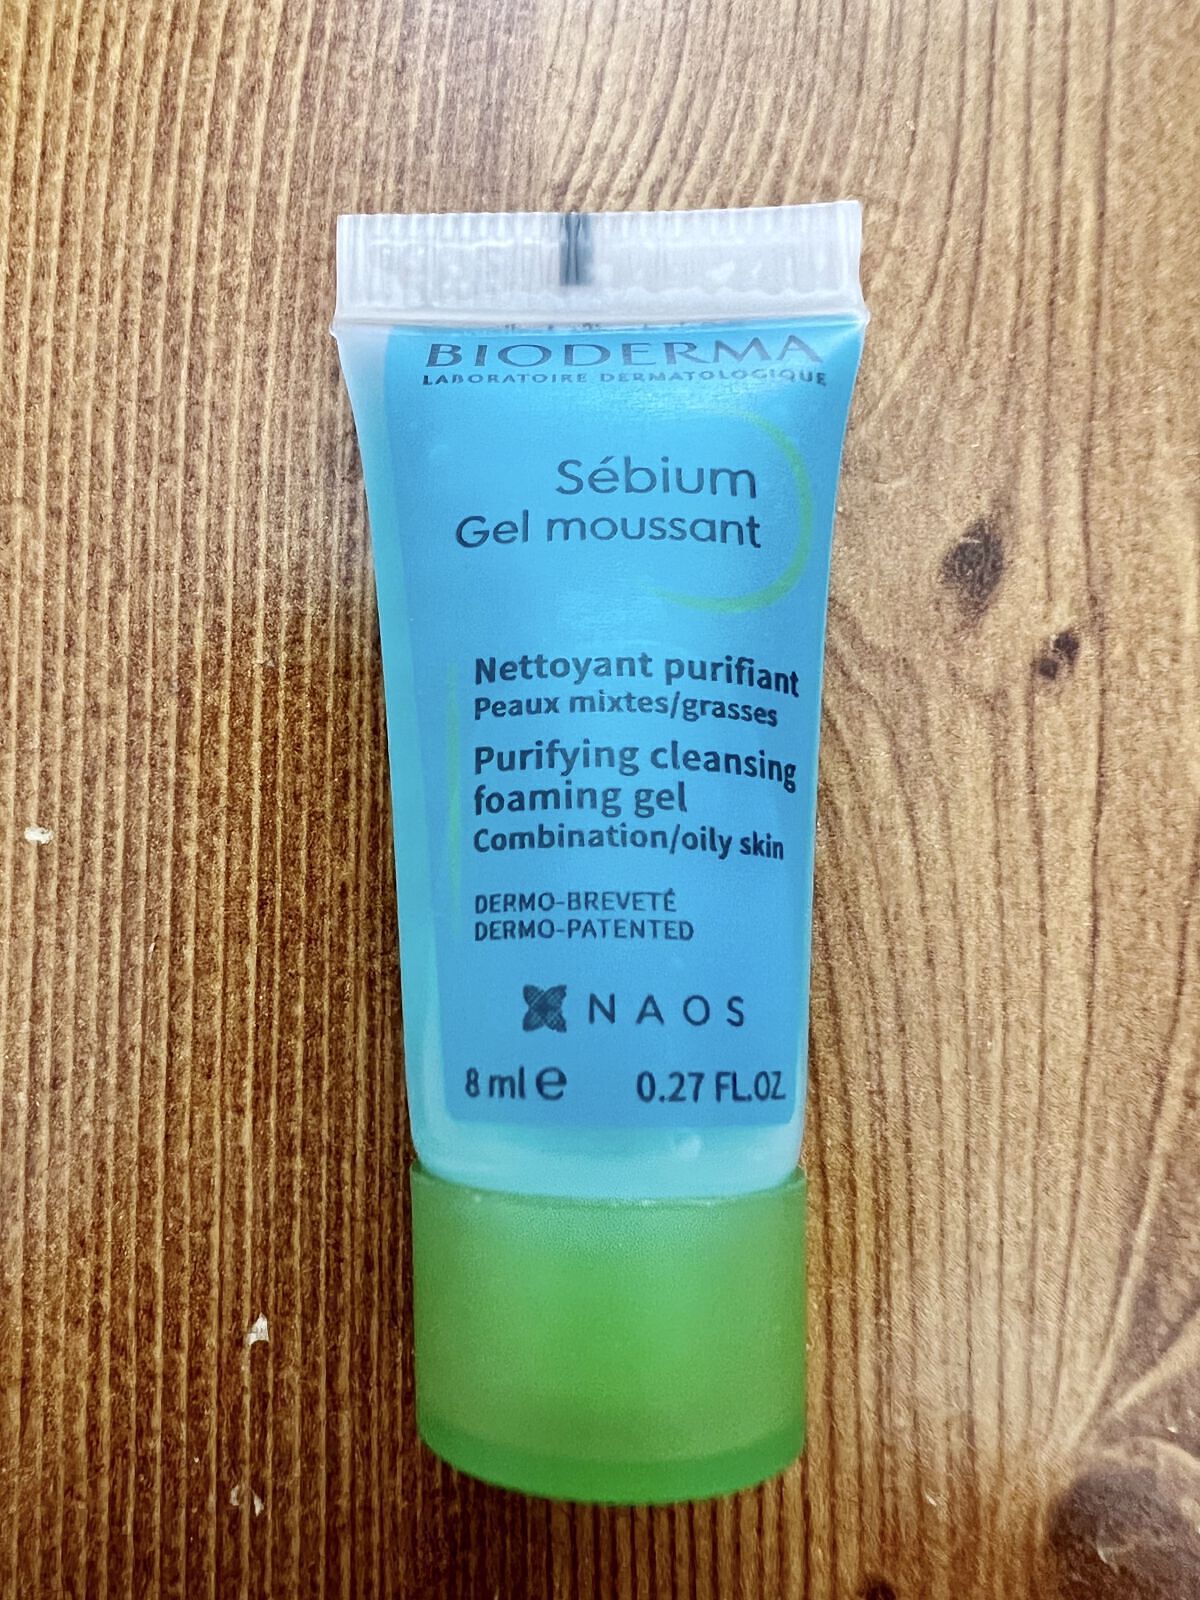 BIODERMA
LABORATOIRE DERMATOLOGIQUE
Sébium
Gel moussant
Nettoyant purifiant
Peaux mixtes/grasses
Purifying cleansing
foaming gel
Combination/oily skin
DERMO-BREVETÉ
DERMO-PATENTED
NAOS
8 ml e 0.27 FL.OZ